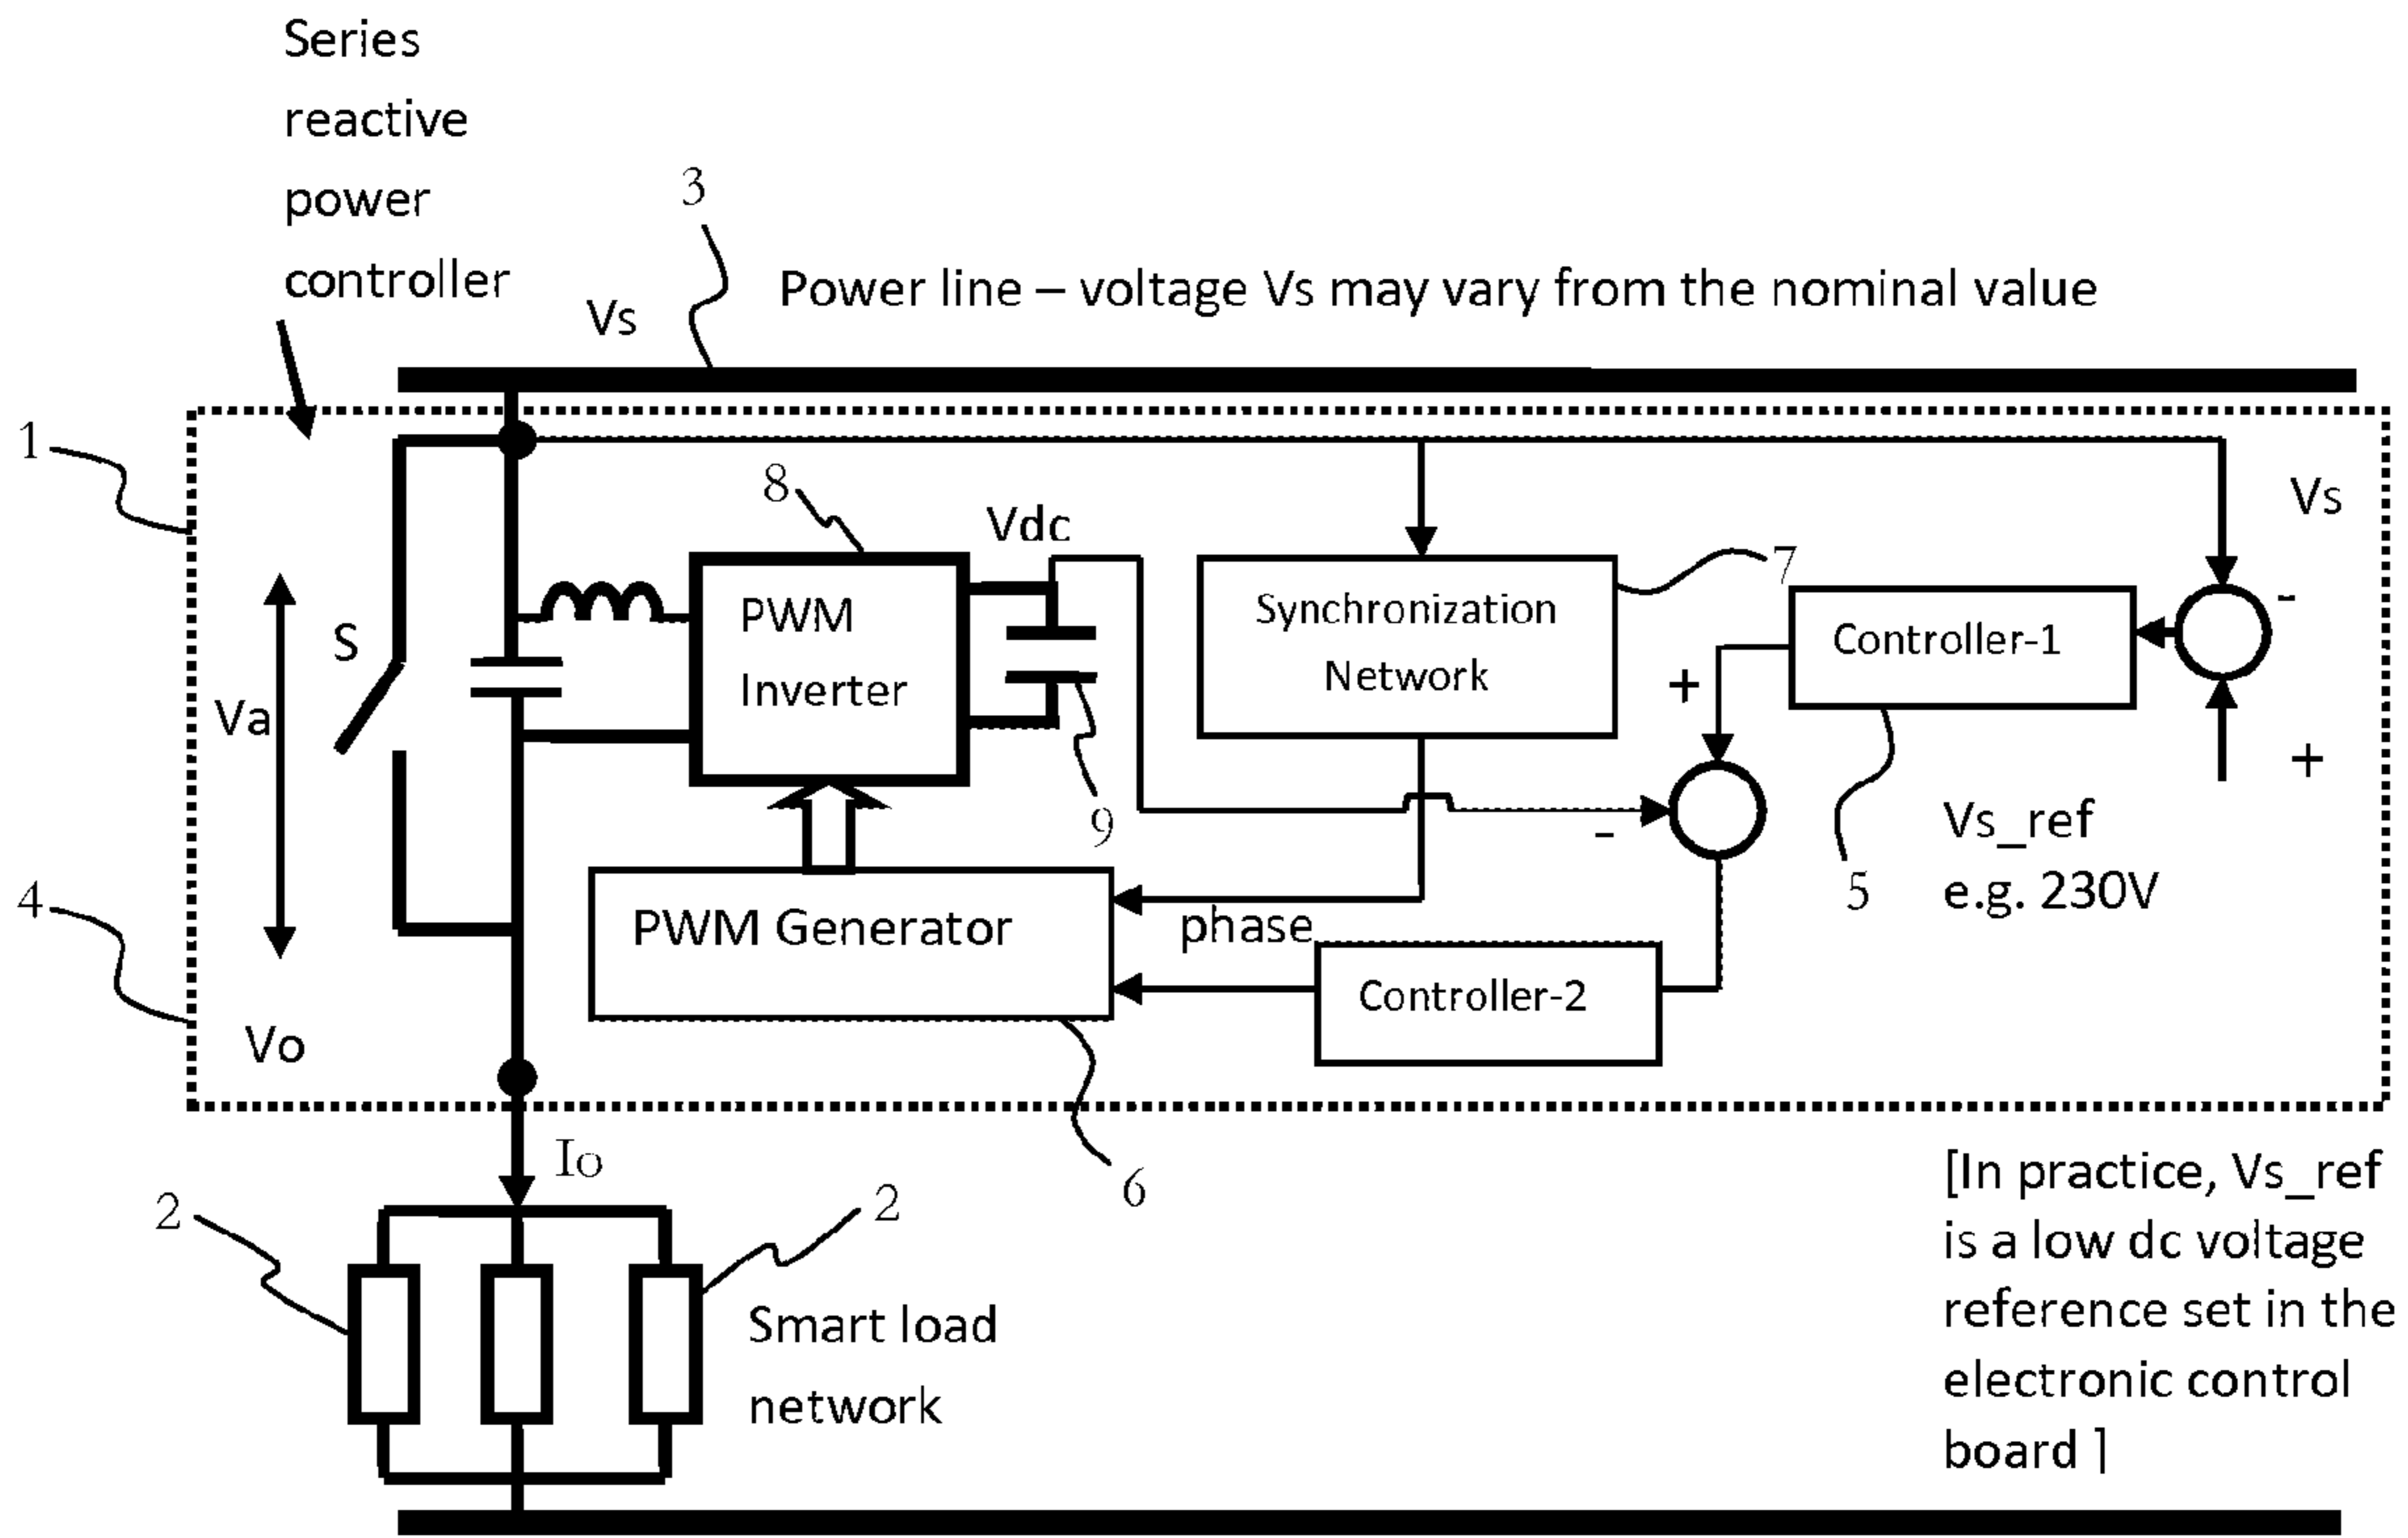 Series
reactive
power
controller
3
Power line – voltage Vs may vary from the nominal value
Vs
1
8
Vdc
Vs
7
PWM
Inverter
Synchronization
Network
Controller-1
-
S
+
Va
+
9
-
Vs_ref
e.g. 230V
5
4
PWM Generator
phase
Controller-2
Vo
Io
6
2
2
Smart load
network
[In practice, Vs_ref
is a low dc voltage
reference set in the
electronic control
board ]